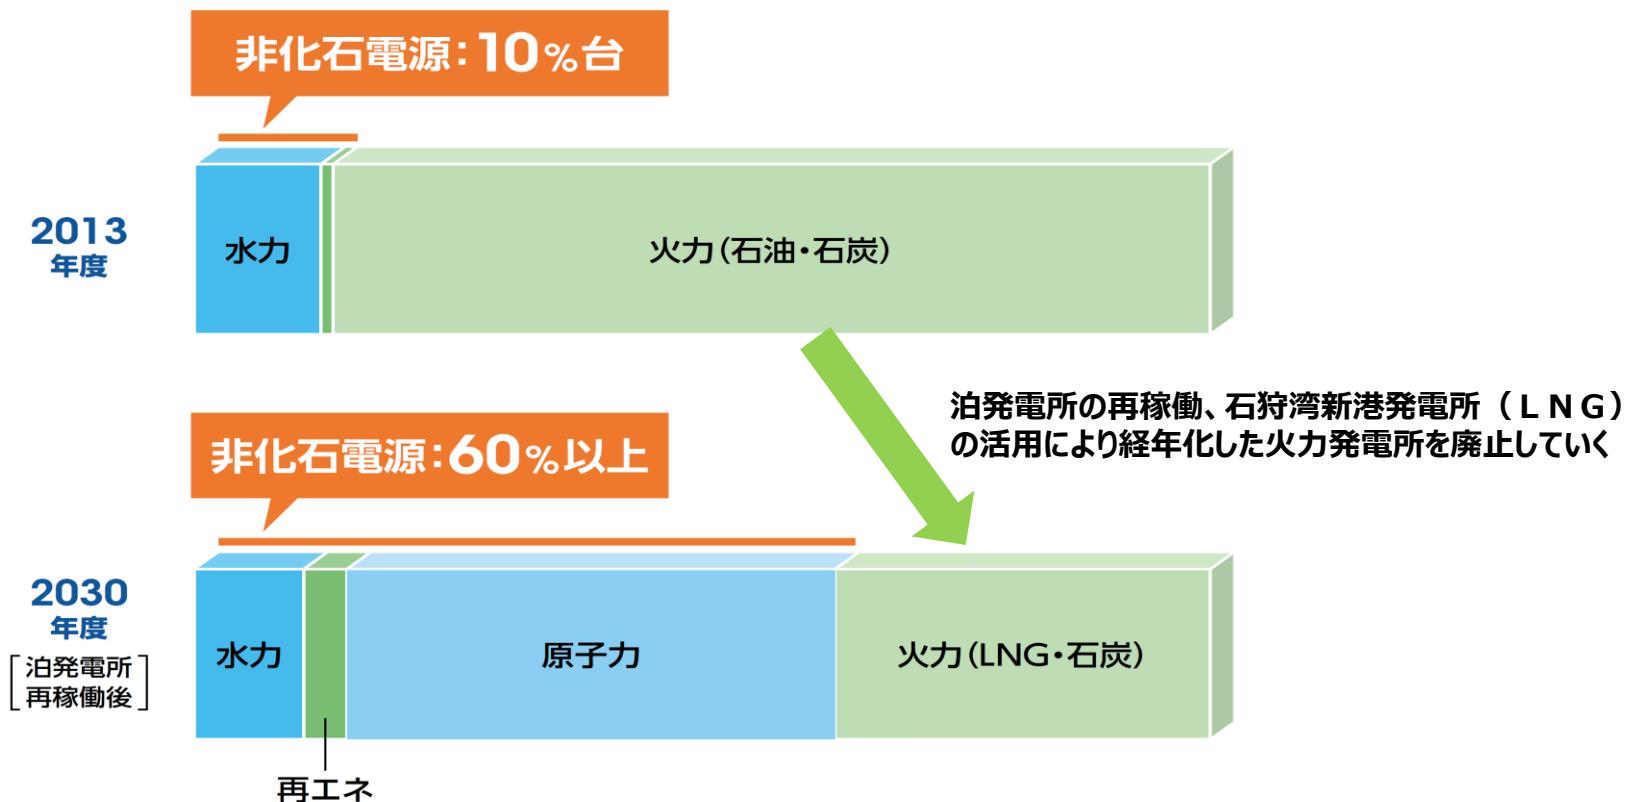 非化石電源：10%台
2013
年度
水力
火力（石油・石炭）
泊発電所の再稼働、石狩湾新港発電所（ＬＮＧ）
の活用により経年化した火力発電所を廃止していく
非化石電源：60%以上
2030
年度
[泊発電所
再稼働後]
水力
原子力
火力（LNG・石炭）
再エネ